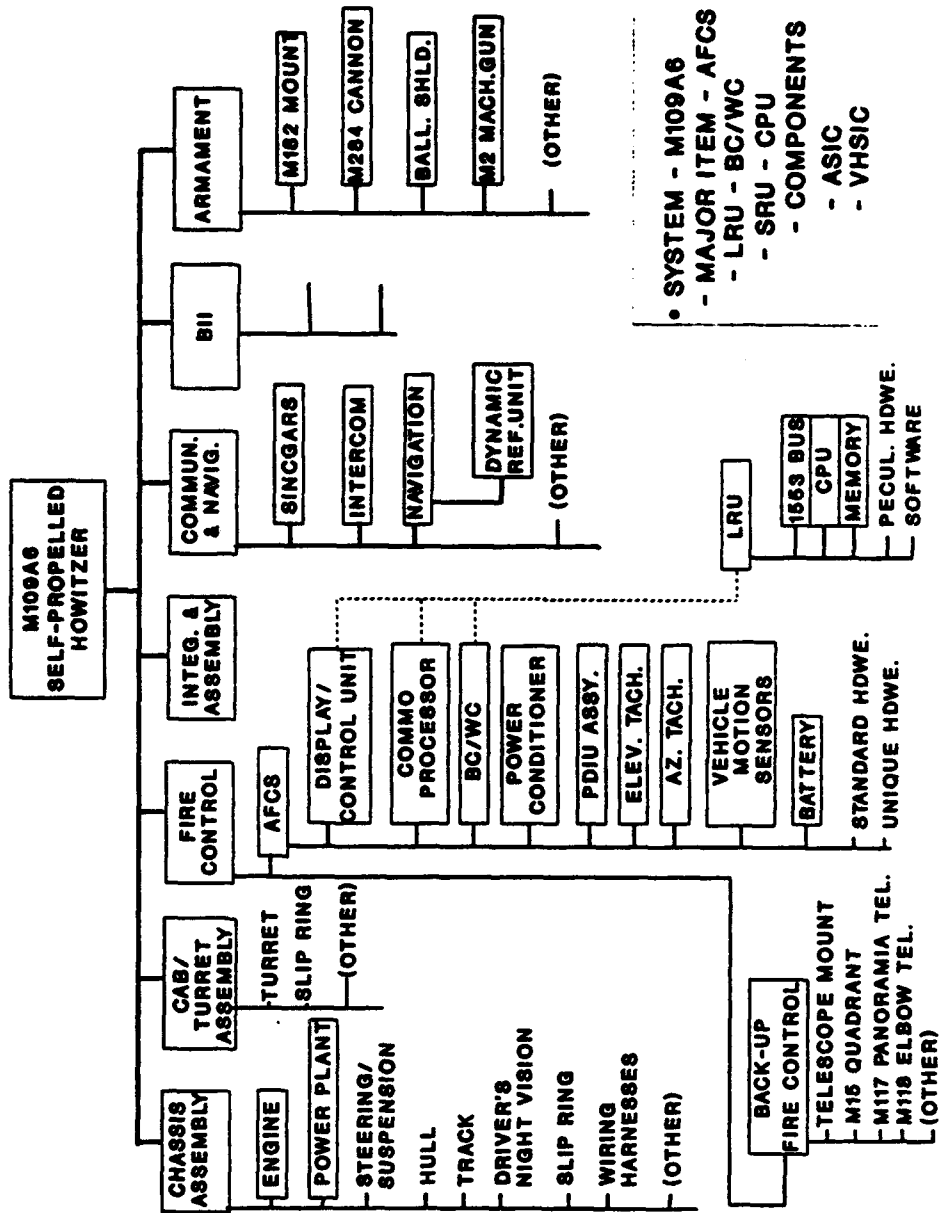 M109A6
SELF-PROPELLED
HOWITZER
CHASSIS
ASSEMBLY
ENGINE
POWER PLANT
STEERING/
SUSPENSION
HULL
TRACK
DRIVER'S
NIGHT VISION
SLIP RING
WIRING
HARNESSES
(OTHER)
CAB/
TURRET
ASSEMBLY
TURRET
SLIP RING
(OTHER)
FIRE
CONTROL
AFCS
DISPLAY/
CONTROL UNIT
COMMO
PROCESSOR
BC/WC
POWER
CONDITIONER
PDIU ASSY.
ELEV. TACH.
AZ. TACH.
VEHICLE
MOTION
SENSORS
BATTERY
STANDARD HDWE.
UNIQUE HDWE.
BACK-UP
FIRE CONTROL
TELESCOPE MOUNT
M15 QUADRANT
M117 PANORAMIA TEL.
M118 ELBOW TEL.
(OTHER)
INTEG. &
ASSEMBLY
COMMUN.
& NAVIG.
SINCGARS
INTERCOM
NAVIGATION
DYNAMIC
REF.UNIT
(OTHER)
LRU
1553 BUS
CPU
MEMORY
PECUL. HDWE.
SOFTWARE
BII
ARMAMENT
M182 MOUNT
M284 CANNON
BALL. SHLD.
M2 MACH.GUN
(OTHER)
• SYSTEM - M109A6
- MAJOR ITEM - AFCS
- LRU - BC/WC
- SRU - CPU
- COMPONENTS
- ASIC
- VHSIC